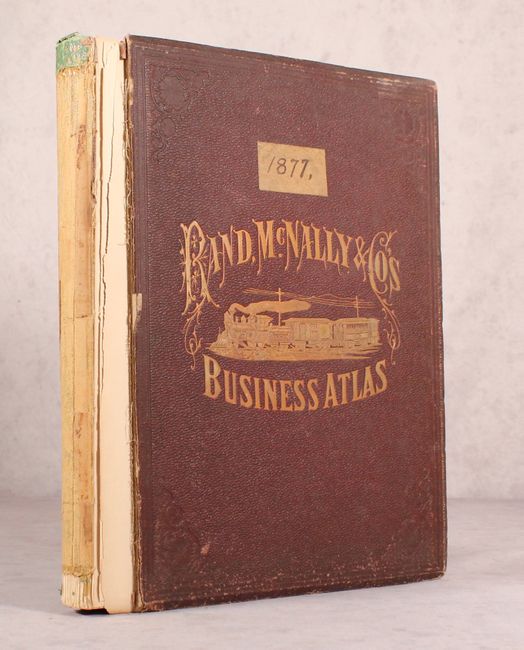 1877,
RAND, McNALLY & CO'S
BUSINESS ATLAS